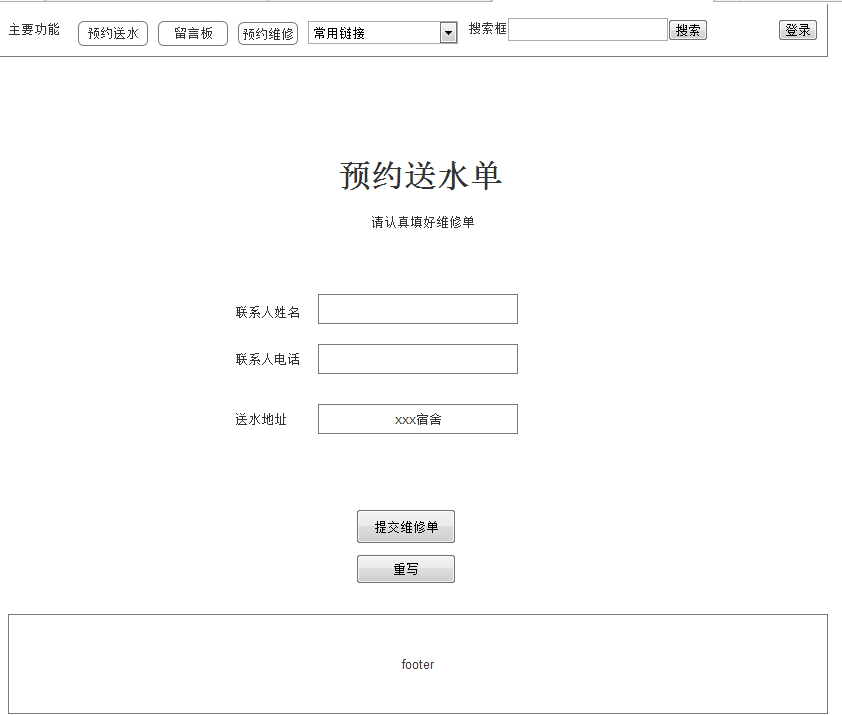 主要功能 预约送水 留言板 预约维修 常用链接 搜索框 搜索 登录
预约送水单
请认真填好维修单
联系人姓名
联系人电话
送水地址 xxx宿舍
提交维修单
重写
footer